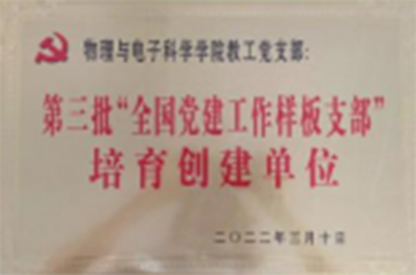 物理与电子科学学院教工党支部:
第三批“全国党建工作样板支部”
培育创建单位
二〇二二年三月十日